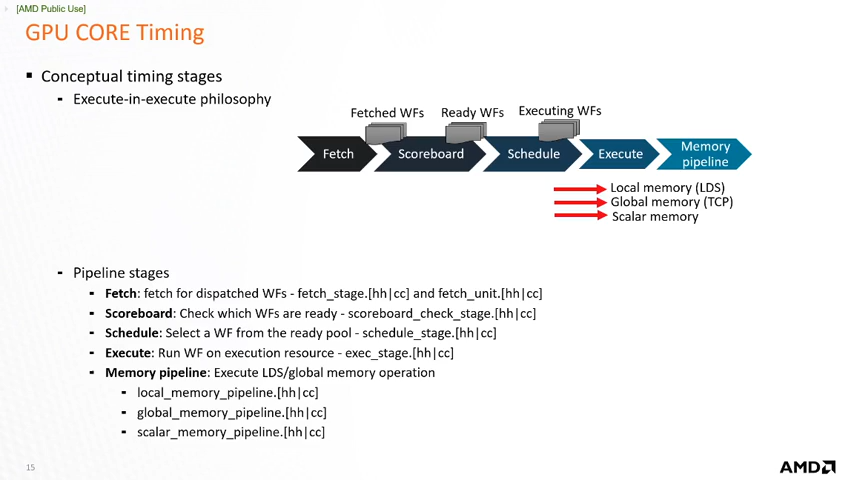 [AMD Public Use]
GPU CORE Timing
▪ Conceptual timing stages
- Execute-in-execute philosophy
Fetched WFs Ready WFs Executing WFs
Fetch Scoreboard Schedule Execute Memory pipeline
Local memory (LDS)
Global memory (TCP)
Scalar memory
- Pipeline stages
▪ Fetch: fetch for dispatched WFs - fetch_stage.[hh|cc] and fetch_unit.[hh|cc]
▪ Scoreboard: Check which WFs are ready - scoreboard_check_stage.[hh|cc]
▪ Schedule: Select a WF from the ready pool - schedule_stage.[hh|cc]
▪ Execute: Run WF on execution resource - exec_stage.[hh|cc]
▪ Memory pipeline: Execute LDS/global memory operation
▪ local_memory_pipeline.[hh|cc]
▪ global_memory_pipeline.[hh|cc]
▪ scalar_memory_pipeline.[hh|cc]
15
AMD